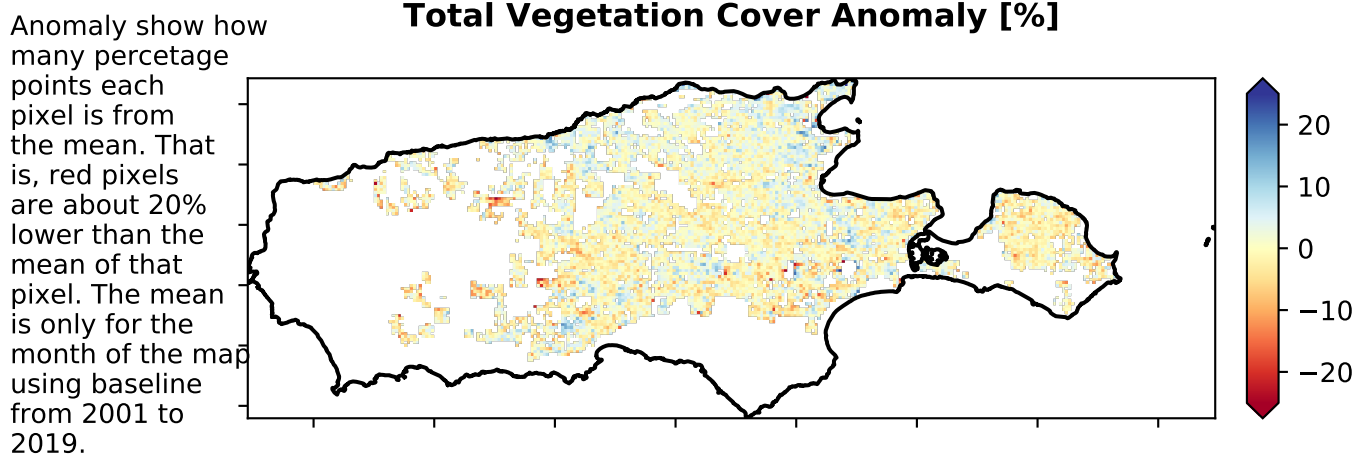 Total Vegetation Cover Anomaly [%]
Anomaly show how
many percetage
points each
pixel is from
the mean. That
is, red pixels
are about 20%
lower than the
mean of that
pixel. The mean
is only for the
month of the map
using baseline
from 2001 to
2019.
20
10
0
−10
−20